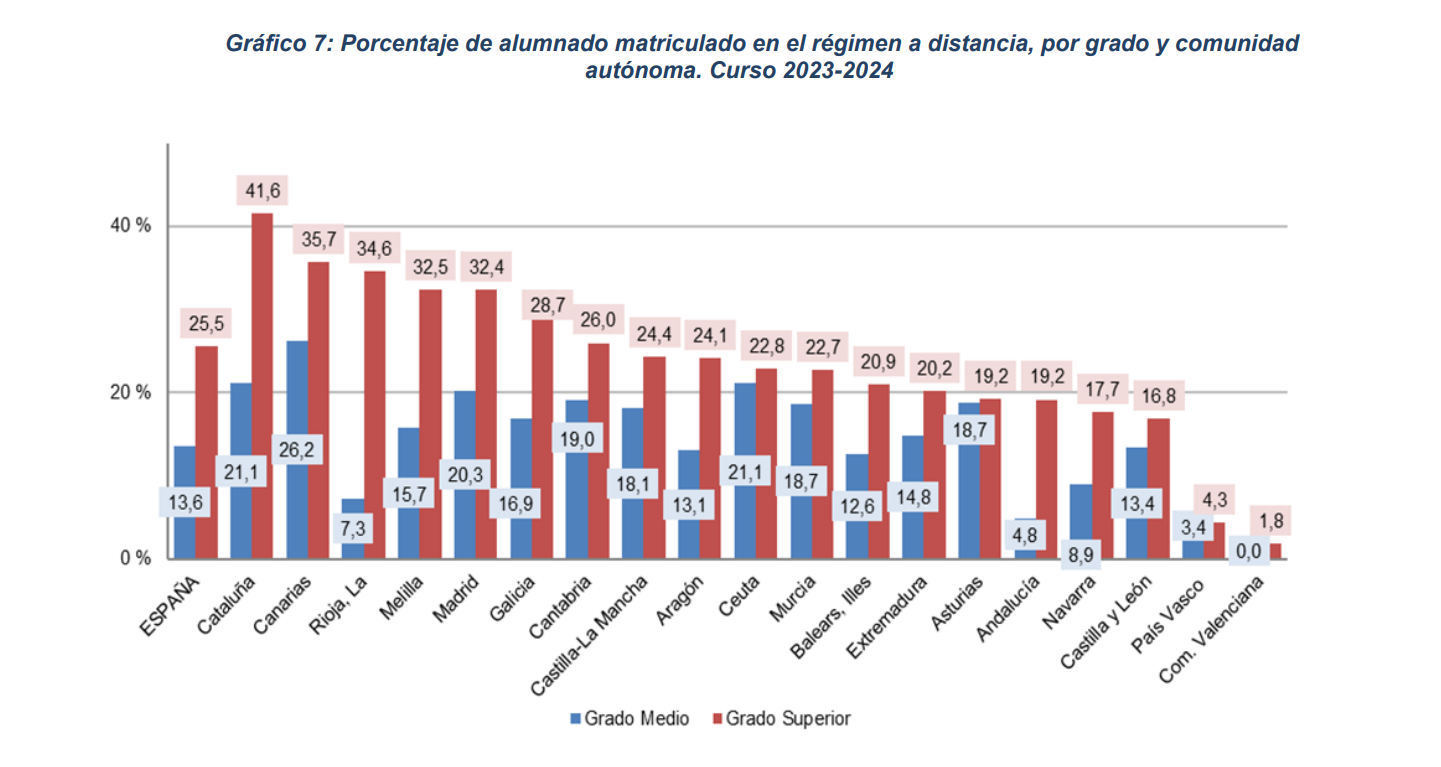 Gráfico 7: Porcentaje de alumnado matriculado en el régimen a distancia, por grado y comunidad
autónoma. Curso 2023-2024
40 %
20 %
0 %
41,6
35,7
34,6
32,5
32,4
28,7
26,0
25,5
24,4
24,1
22,8
22,7
20,9
20,2
19,2
19,2
17,7
16,8
4,3
1,8
13,6
21,1
26,2
7,3
15,7
20,3
16,9
19,0
18,1
13,1
21,1
18,7
12,6
14,8
18,7
4,8
8,9
13,4
3,4
0,0
ESPAÑA
Cataluña
Canarias
Rioja, La
Melilla
Madrid
Galicia
Cantabria
Castilla-La Mancha
Aragón
Ceuta
Murcia
Balears, Illes
Extremadura
Asturias
Andalucía
Navarra
Castilla y León
País Vasco
Com. Valenciana
Grado Medio
Grado Superior